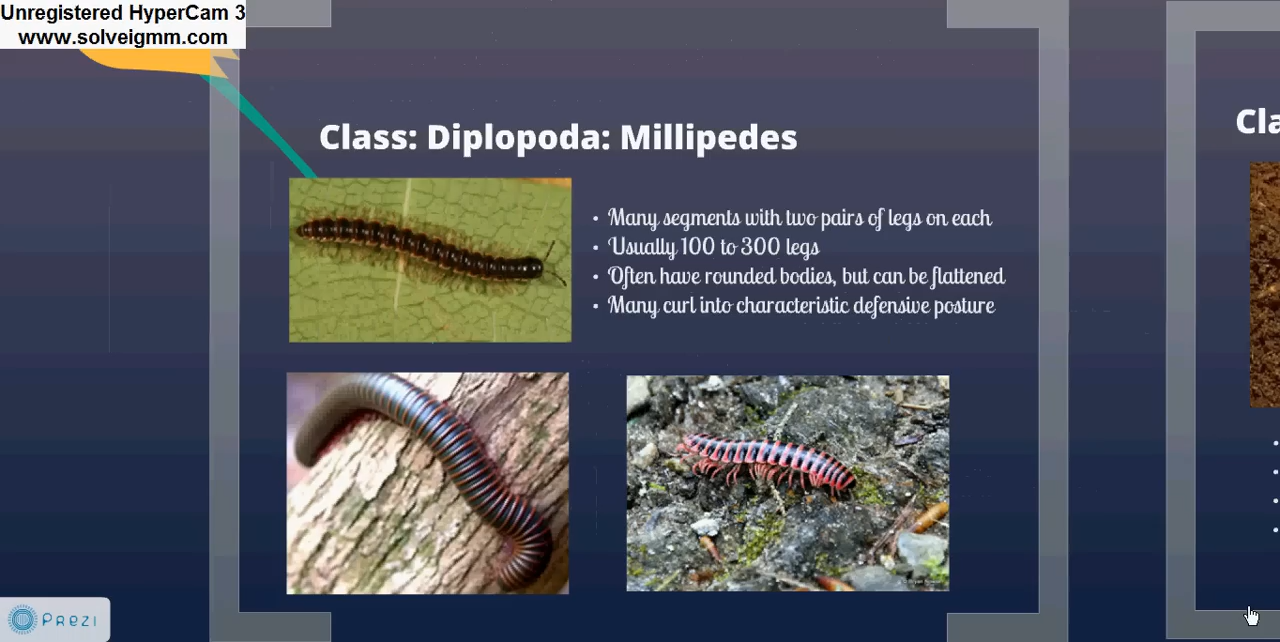 Unregistered HyperCam 3
www.solveigmm.com
Class: Diplopoda: Millipedes
• Many segments with two pairs of legs on each
• Usually 100 to 300 legs
• Often have rounded bodies, but can be flattened
• Many curl into characteristic defensive posture
Cla
Prezi